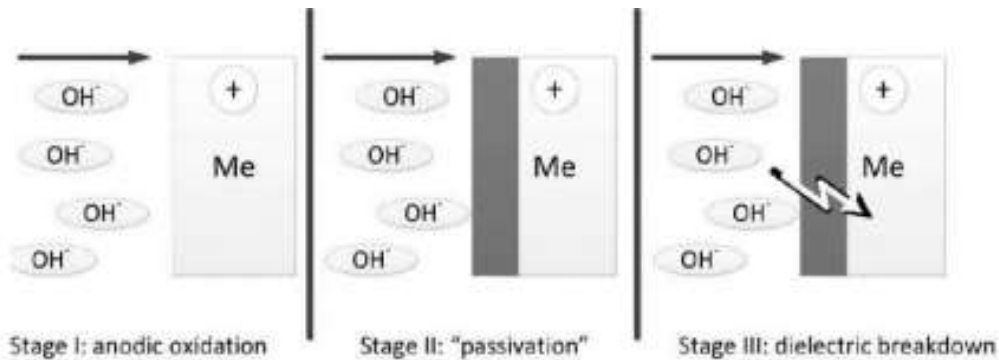 OH⁻
OH⁻
OH⁻
OH⁻
+
Me
Stage I: anodic oxidation
OH⁻
OH⁻
OH⁻
OH⁻
+
Me
Stage II: "passivation"
OH⁻
OH⁻
OH⁻
OH⁻
+
Me
Stage III: dielectric breakdown